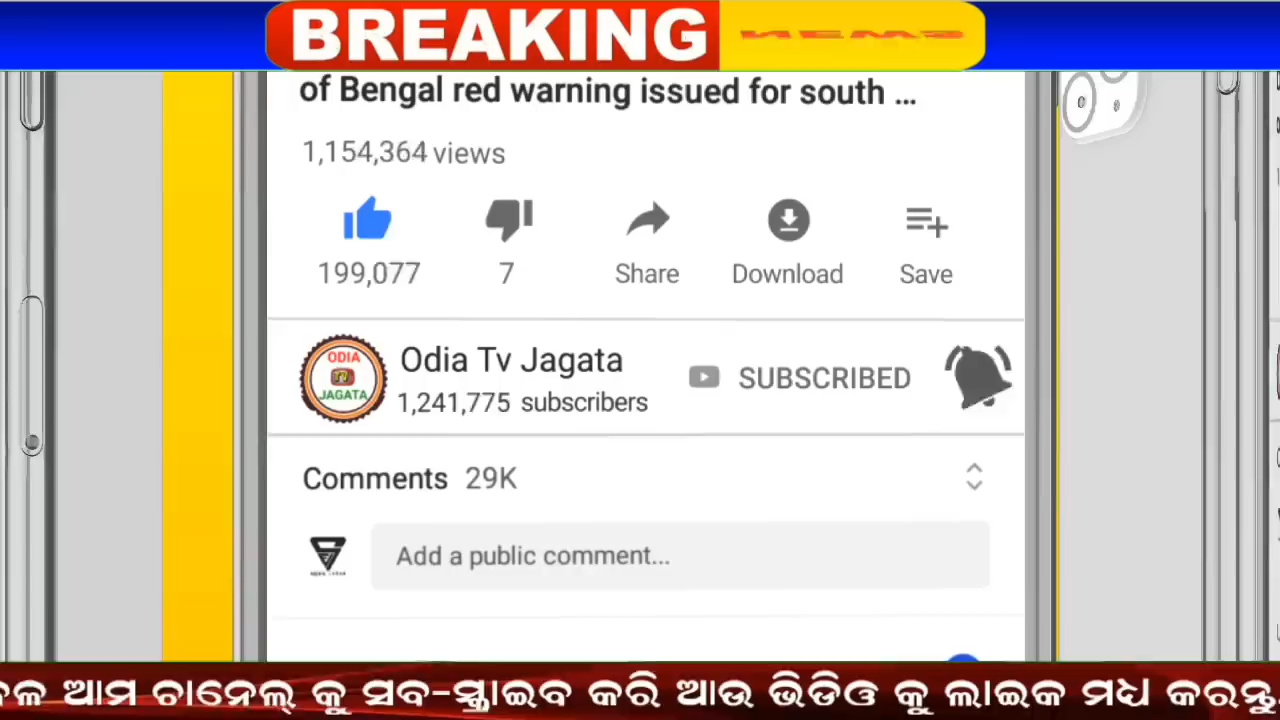 BREAKING
of Bengal red warning issued for south ...
1,154,364 views
199,077
7
Share
Download
Save
ODIA
TV
JAGATA
Odia Tv Jagata
1,241,775 subscribers
SUBSCRIBED
Comments 29K
Add a public comment...
ଆମ ଚାନେଲ୍ କୁ ସବ-ସ୍କ୍ରାଇବ କରି ଆଉ ଭିଡିଓ କୁ ଲାଇକ ମଧ୍ୟ କରନ୍ତୁ